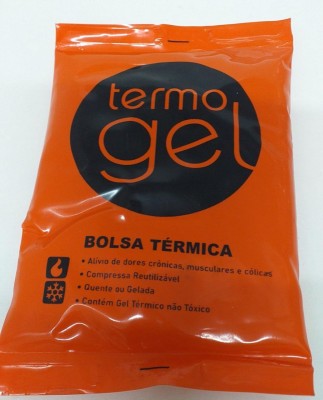 termo
gel
BOLSA TÉRMICA
• Alívio de dores crônicas, musculares e cólicas
• Compressa Reutilizável
• Quente ou Gelada
• Contém Gel Térmico não Tóxico